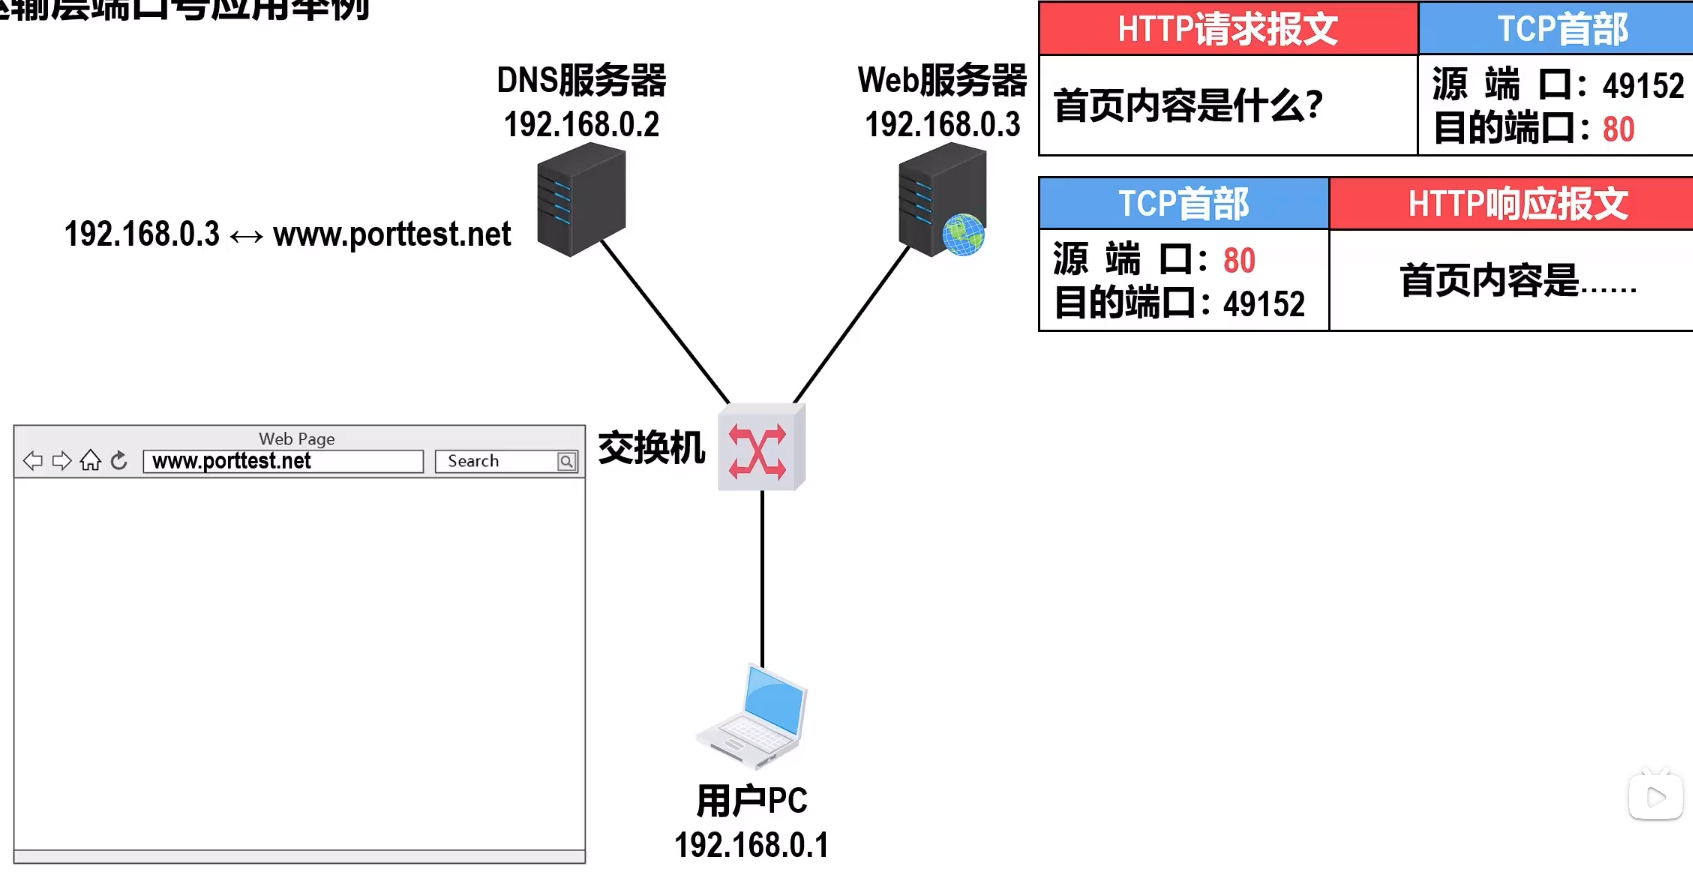 输层端口号应用举例
DNS服务器
192.168.0.2
Web服务器
192.168.0.3
192.168.0.3 ↔ www.porttest.net
HTTP请求报文 TCP首部
首页内容是什么?
源 端 口: 49152
目的端口: 80
TCP首部 HTTP响应报文
源 端 口: 80
目的端口: 49152
首页内容是……
Web Page
www.porttest.net Search
交换机
用户PC
192.168.0.1